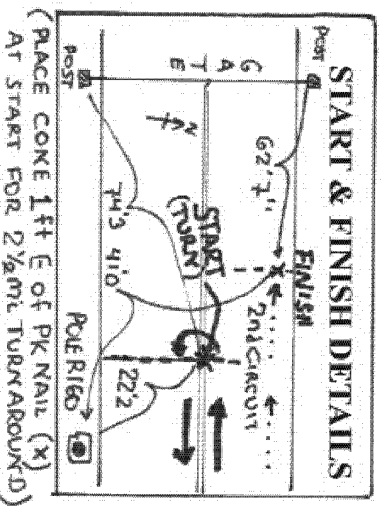 START & FINISH DETAILS
POST
GATE
POST
N
62'7"
FINISH
2nd CIRCUIT
START
(TURN)
74'3
41'0
22'2
POLE R160
(PLACE CONE 1ft E of PK NAIL (X)
AT START FOR 2½mi TURNAROUND)